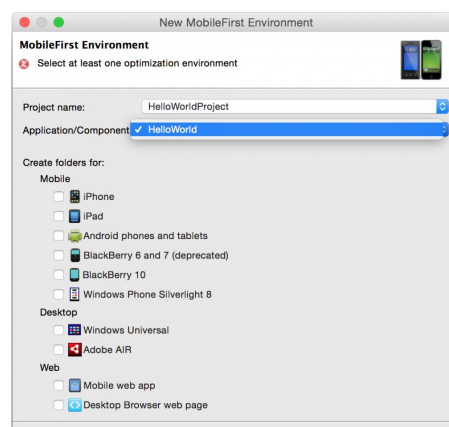 New MobileFirst Environment
MobileFirst Environment
Select at least one optimization environment
Project name: HelloWorldProject
Application/Component ✓ HelloWorld
Create folders for:
Mobile
iPhone
iPad
Android phones and tablets
BlackBerry 6 and 7 (deprecated)
BlackBerry 10
Windows Phone Silverlight 8
Desktop
Windows Universal
Adobe AIR
Web
Mobile web app
Desktop Browser web page